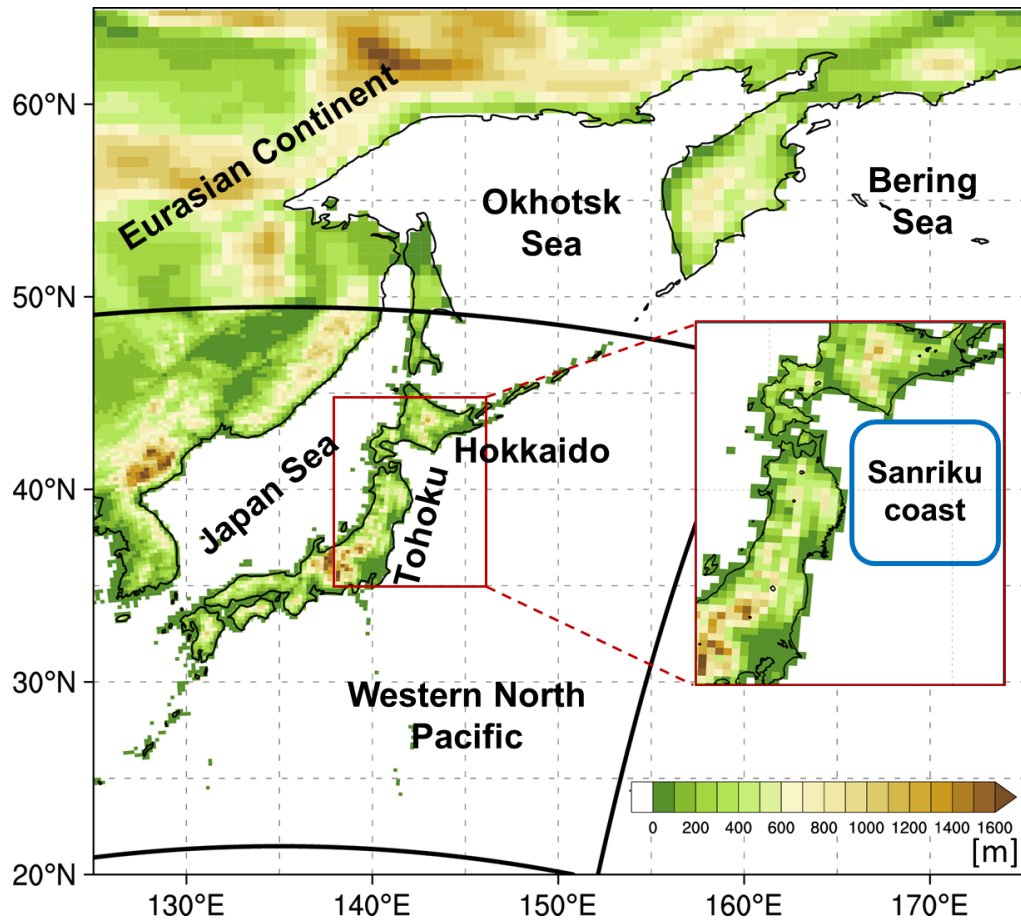 60°N
50°N
40°N
30°N
20°N
Eurasian Continent
Okhotsk
Sea
Bering
Sea
Japan Sea
Hokkaido
Tohoku
Sanriku
coast
Western North
Pacific
0 200 400 600 800 1000 1200 1400 1600
[m]
130°E 140°E 150°E 160°E 170°E